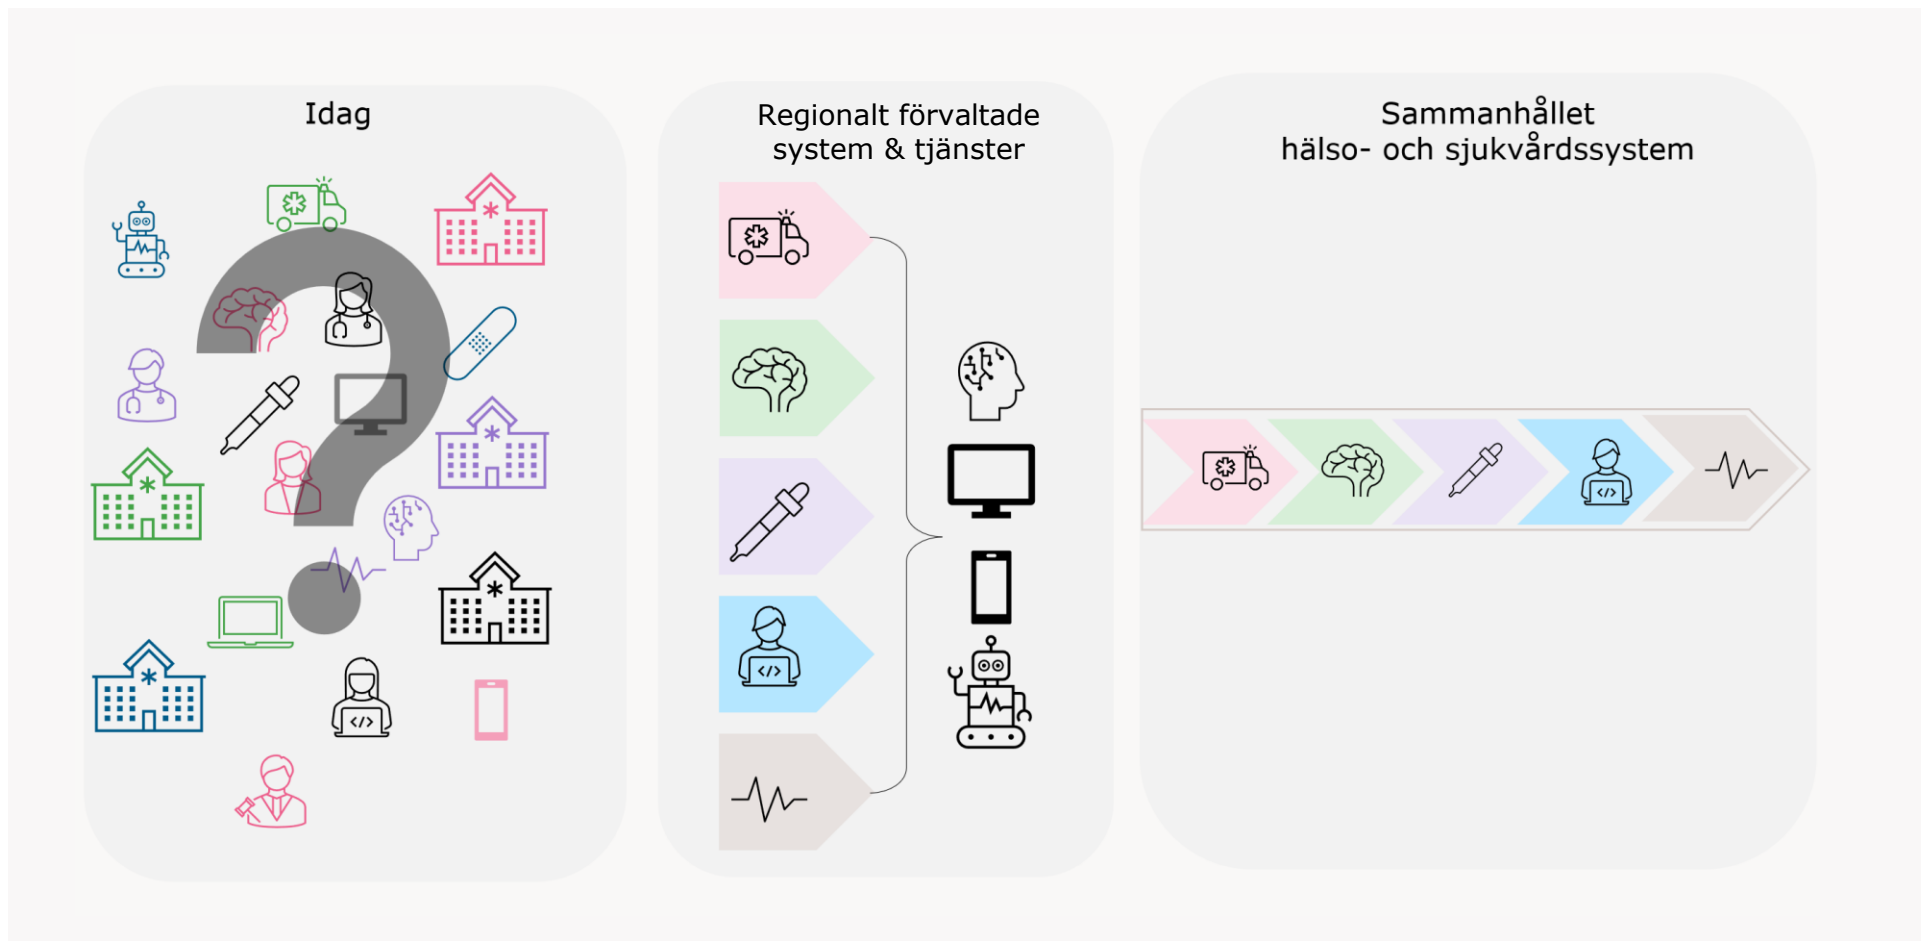 Idag
Regionalt förvaltade
system & tjänster
Sammanhållet
hälso- och sjukvårdssystem
</>
</>
</>